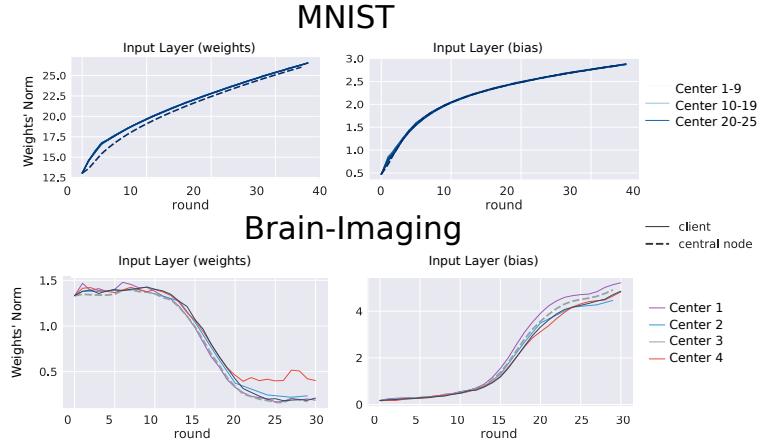 MNIST
Input Layer (weights)
Input Layer (bias)
Weights' Norm
25.0
22.5
20.0
17.5
15.0
12.5
0 10 20 30 40
round
3.0
2.5
2.0
1.5
1.0
0.5
0 10 20 30 40
round
Center 1-9
Center 10-19
Center 20-25
client
central node
Brain-Imaging
Input Layer (weights)
Input Layer (bias)
Weights' Norm
1.5
1.0
0.5
0 5 10 15 20 25 30
round
4
2
0
0 5 10 15 20 25 30
round
Center 1
Center 2
Center 3
Center 4